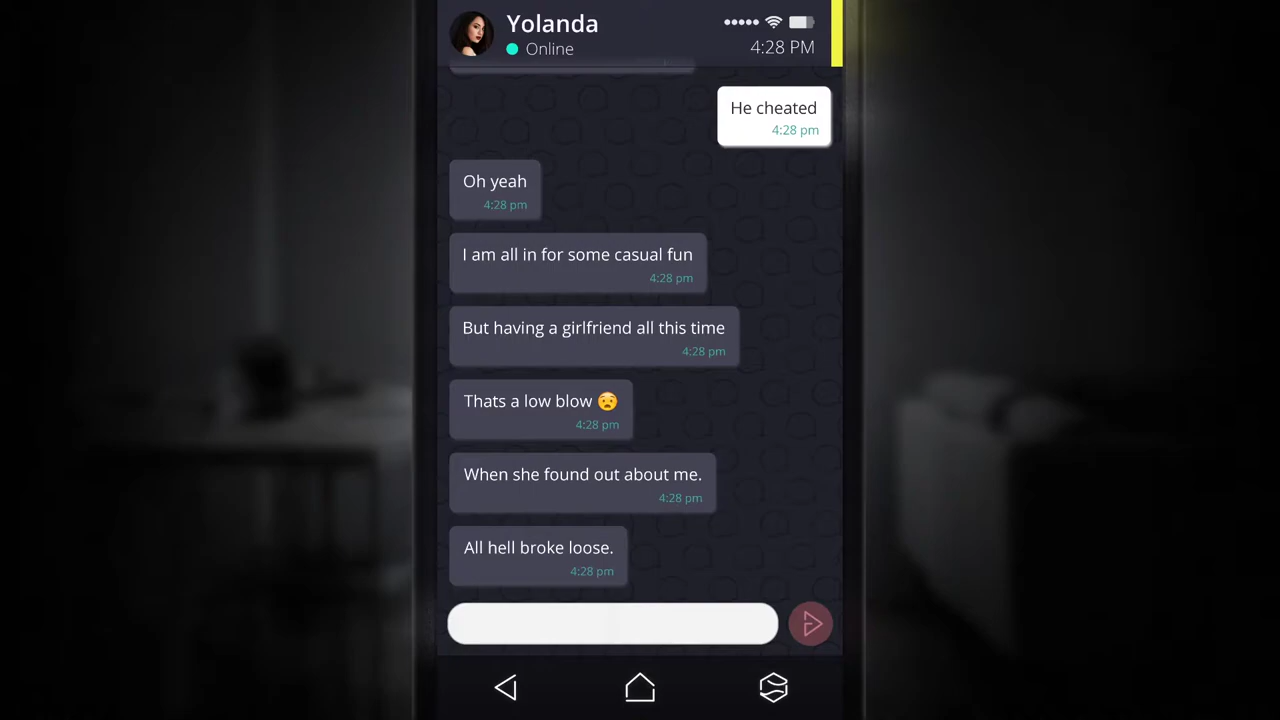 Yolanda
Online
4:28 PM
He cheated
4:28 pm
Oh yeah
4:28 pm
I am all in for some casual fun
4:28 pm
But having a girlfriend all this time
4:28 pm
Thats a low blow 😧
4:28 pm
When she found out about me.
4:28 pm
All hell broke loose.
4:28 pm